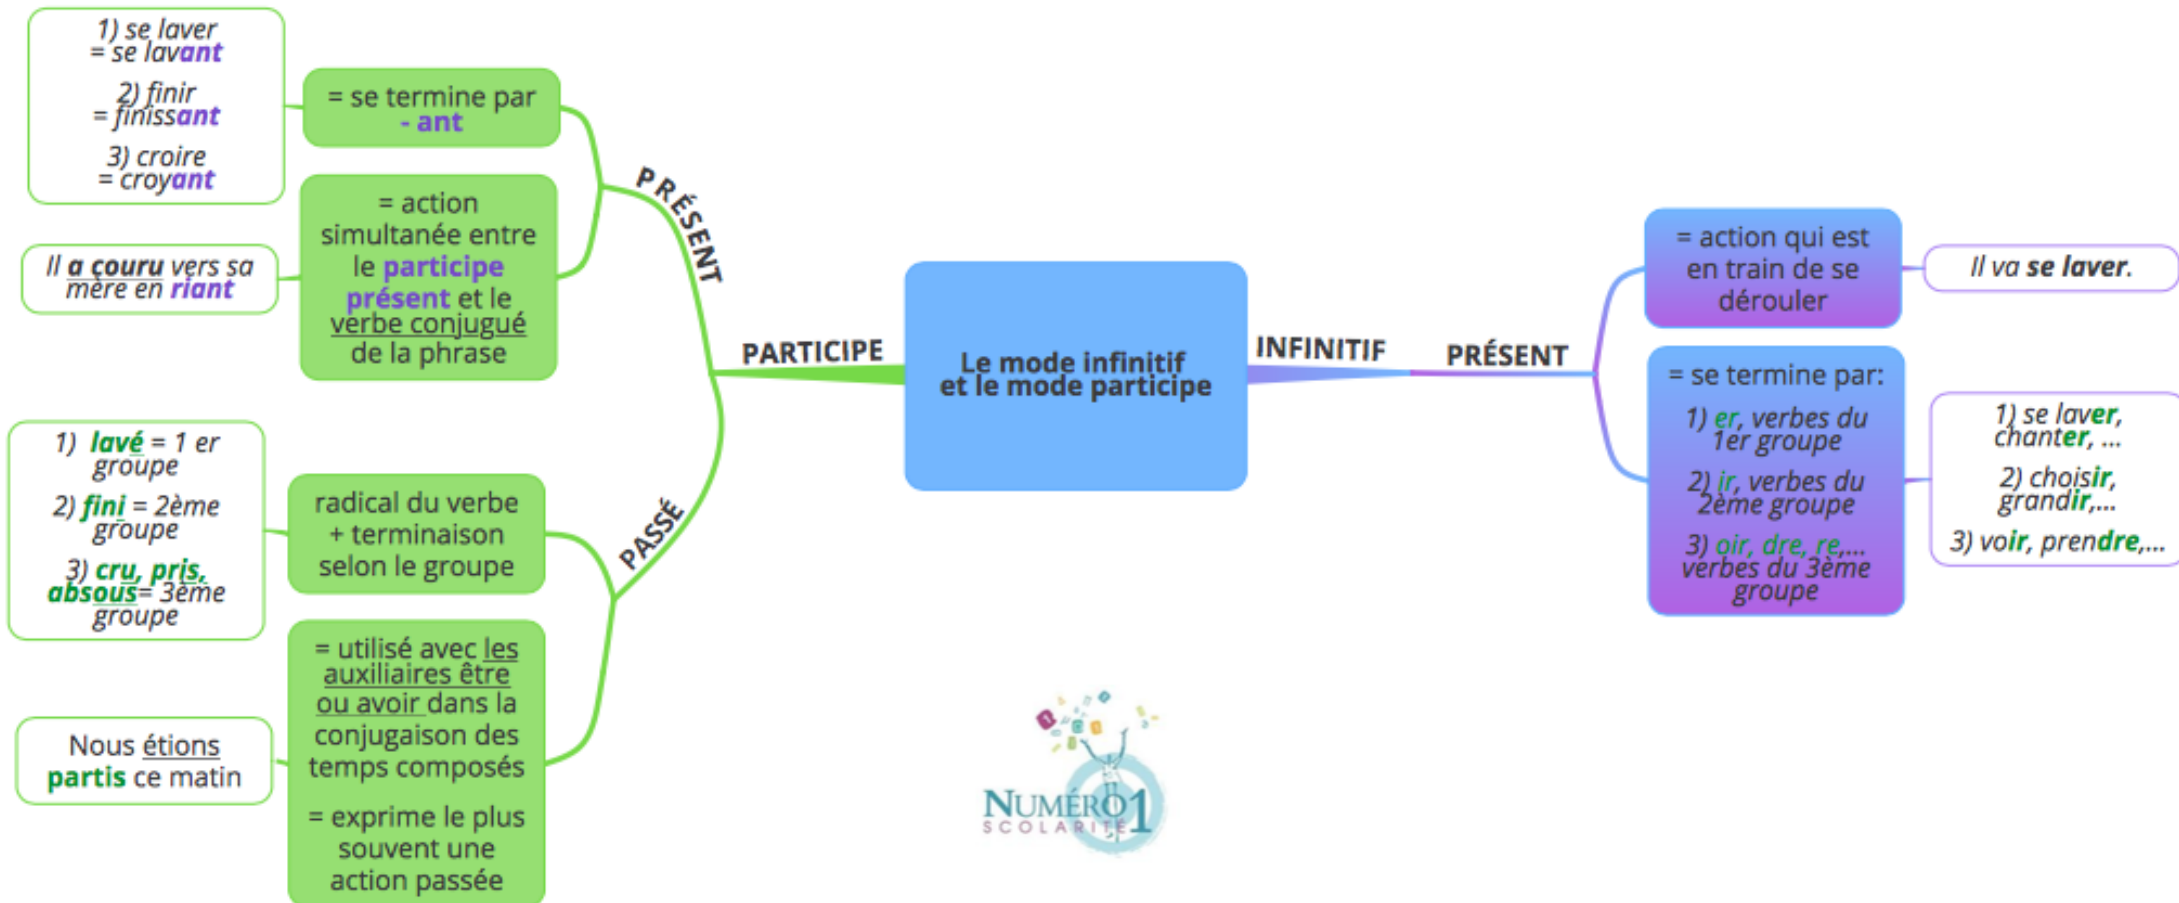 1) se laver
= se lavant
2) finir
= finissant
3) croire
= croyant
= se termine par
- ant
Il a couru vers sa
mère en riant
= action
simultanée entre
le participe
présent et le
verbe conjugué
de la phrase
PRÉSENT
PARTICIPE
PASSÉ
1) lavé = 1 er
groupe
2) fini = 2ème
groupe
3) cru, pris,
absous= 3ème
groupe
radical du verbe
+ terminaison
selon le groupe
Nous étions
partis ce matin
= utilisé avec les
auxiliaires être
ou avoir dans la
conjugaison des
temps composés
= exprime le plus
souvent une
action passée
Le mode infinitif
et le mode participe
INFINITIF
PRÉSENT
= action qui est
en train de se
dérouler
Il va se laver.
= se termine par:
1) er, verbes du
1er groupe
2) ir, verbes du
2ème groupe
3) oir, dre, re,...
verbes du 3ème
groupe
1) se laver,
chanter, ...
2) choisir,
grandir,...
3) voir, prendre,...
NUMÉRO1
SCOLARITÉ